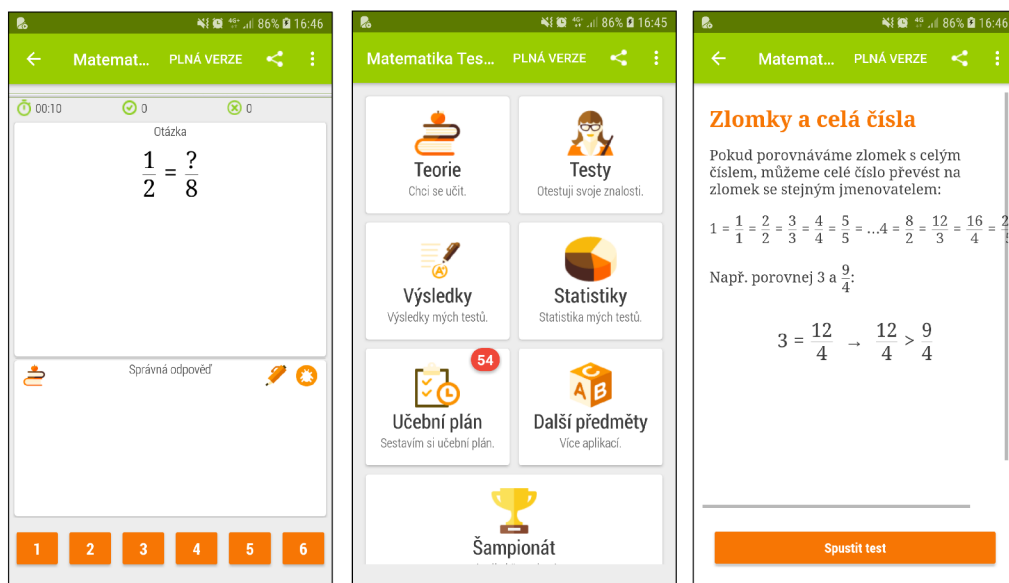 4G+ 86% 16:46
Matemat... PLNÁ VERZE
00:10 0 0
Otázka
1/2 = ?/8
Správná odpověď
1 2 3 4 5 6
86% 16:45
Matematika Tes... PLNÁ VERZE
Teorie
Chci se učit.
Testy
Otestuji svoje znalosti.
Výsledky
Výsledky mých testů.
Statistiky
Statistika mých testů.
54
Učební plán
Sestavím si učební plán.
Další předměty
Více aplikací.
Šampionát
86% 16:46
Matemat... PLNÁ VERZE
Zlomky a celá čísla
Pokud porovnáváme zlomek s celým
číslem, můžeme celé číslo převést na
zlomek se stejným jmenovatelem:
1 = 1/1 = 2/2 = 3/3 = 4/4 = 5/5 = ...4 = 8/2 = 12/3 = 16/4 =
Např. porovnej 3 a 9/4:
3 = 12/4 → 12/4 > 9/4
Spustit test